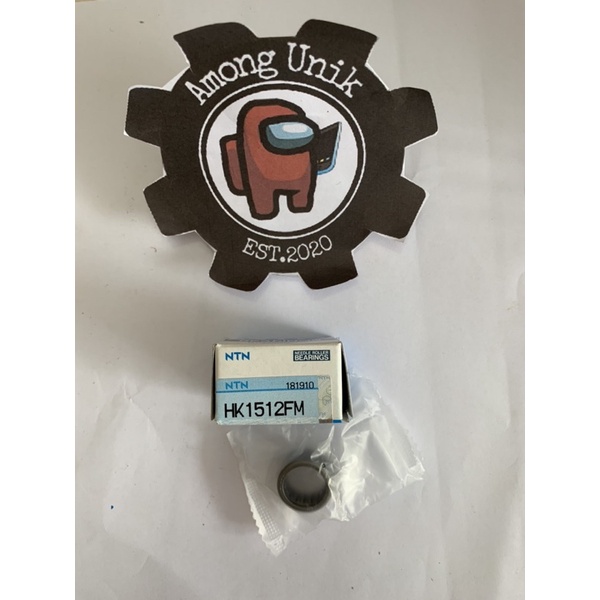 Among Unik
EST.2020
NTN
NEEDLE ROLLER
BEARINGS
NTN 181910
HK1512FM